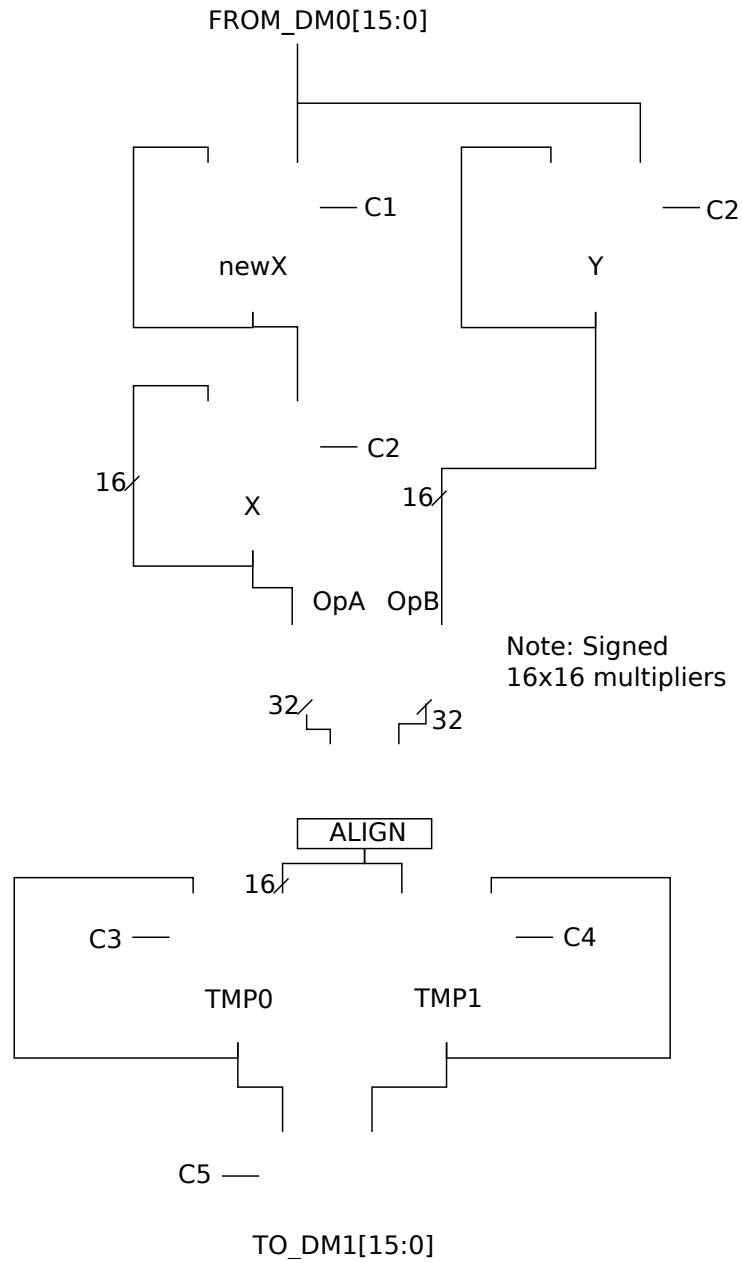 FROM_DM0[15:0]
C1
C2
newX
Y
C2
16
16
X
OpA
OpB
Note: Signed
16x16 multipliers
32
32
ALIGN
16
C3
C4
TMP0
TMP1
C5
TO_DM1[15:0]